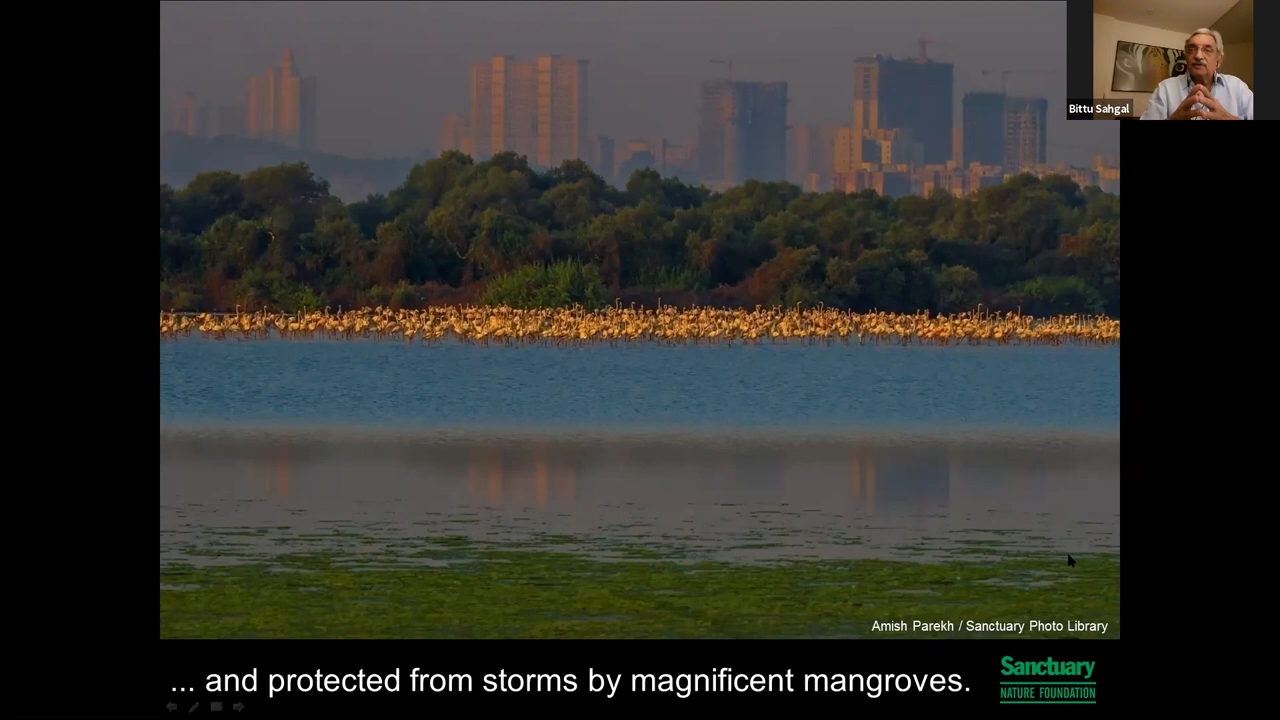 Bittu Sahgal
Amish Parekh / Sanctuary Photo Library
... and protected from storms by magnificent mangroves.
Sanctuary
NATURE FOUNDATION